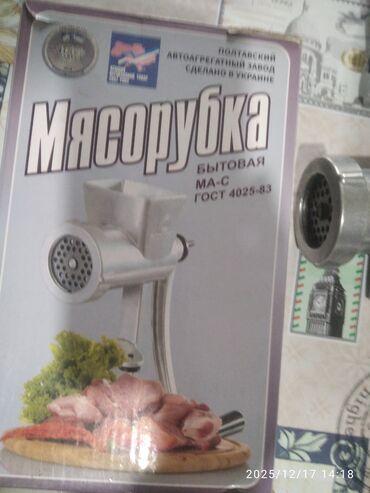 ПОЛТАВСКИЙ
АВТОАГРЕГАТНЫЙ ЗАВОД
СДЕЛАНО В УКРАИНЕ
Мясорубка
БЫТОВАЯ
МА-С
ГОСТ 4025-83
2025/12/17 14:18